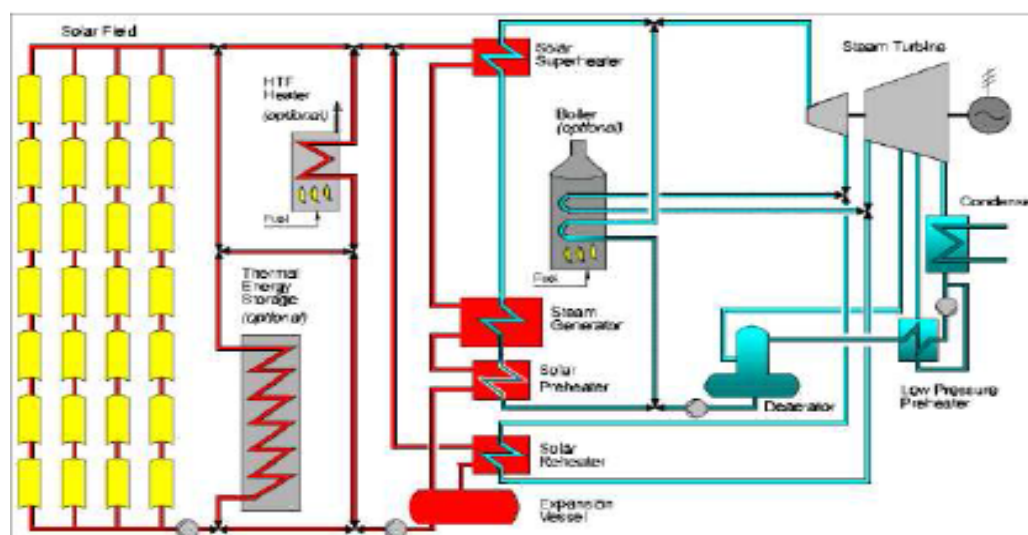 Solar Field
HTF
Heater
(optional)
Fuel
Thermal
Energy
Storage
(optional)
Solar
Superheater
Boiler
(optional)
Fuel
Steam
Generator
Solar
Preheater
Solar
Reheater
Expansion
Vessel
Steam Turbine
Condense
Deaerator
Low Pressure
Preheater